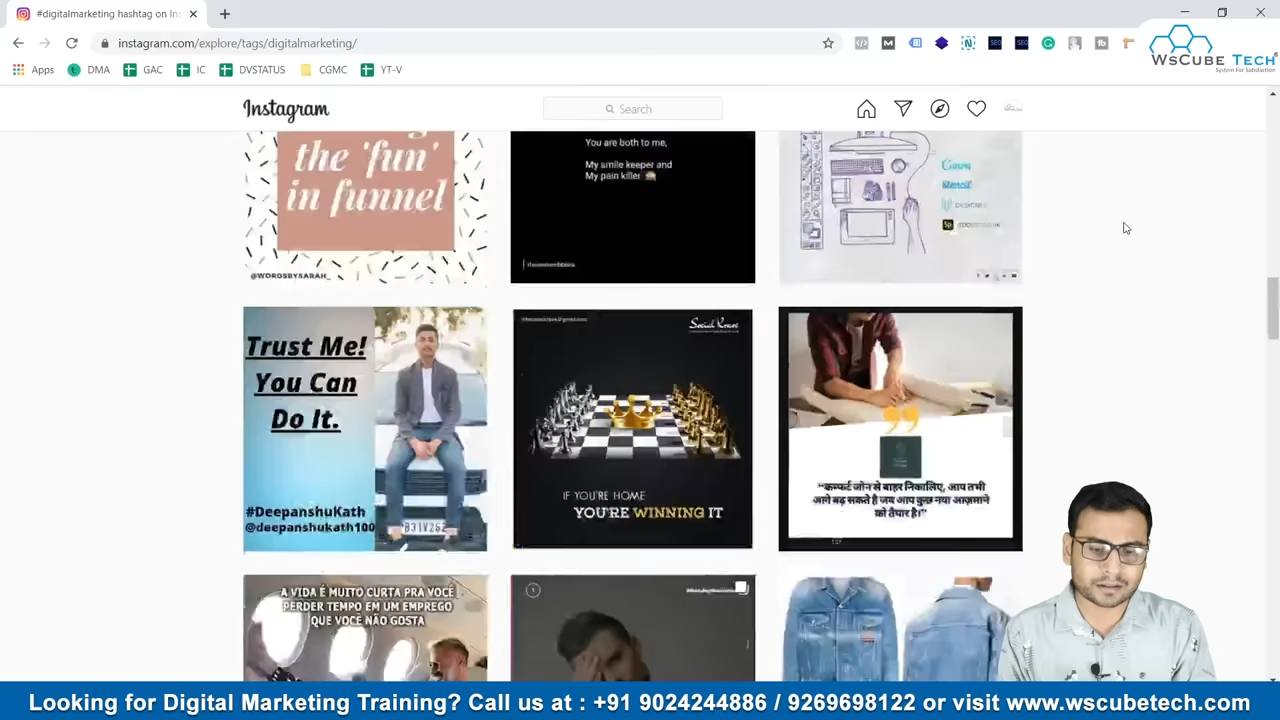 #digitalmarketing hashtag on Ins
instagram.com/explore/tags/digitalmarketing/
Apps
DMA
GAC
IC
DVSTATUS
CGMC
YT-V
WSCUBE TECH
System For Satisfaction
Instagram
Search
the 'fun'
in funnel
@WORDSBYSARAH_
You are both to me,
My smile keeper and
My pain killer
Canva
Stencil
Trust Me!
You Can
Do It.
#DeepanshuKath
@deepanshukath100
IF YOU'RE HOME
YOU'RE WINNING IT
"कम्फर्ट जोन से बाहर निकालिए, आप तभी
आगे बढ़ सकते है जब आप कुछ नया आज़माने
को तैयार है।"
A VIDA É MUITO CURTA PRA VOCÊ
PERDER TEMPO EM UM EMPREGO
QUE VOCÊ NÃO GOSTA
Looking for Digital Marketing Training? Call us at : +91 9024244886 / 9269698122 or visit www.wscubetech.com